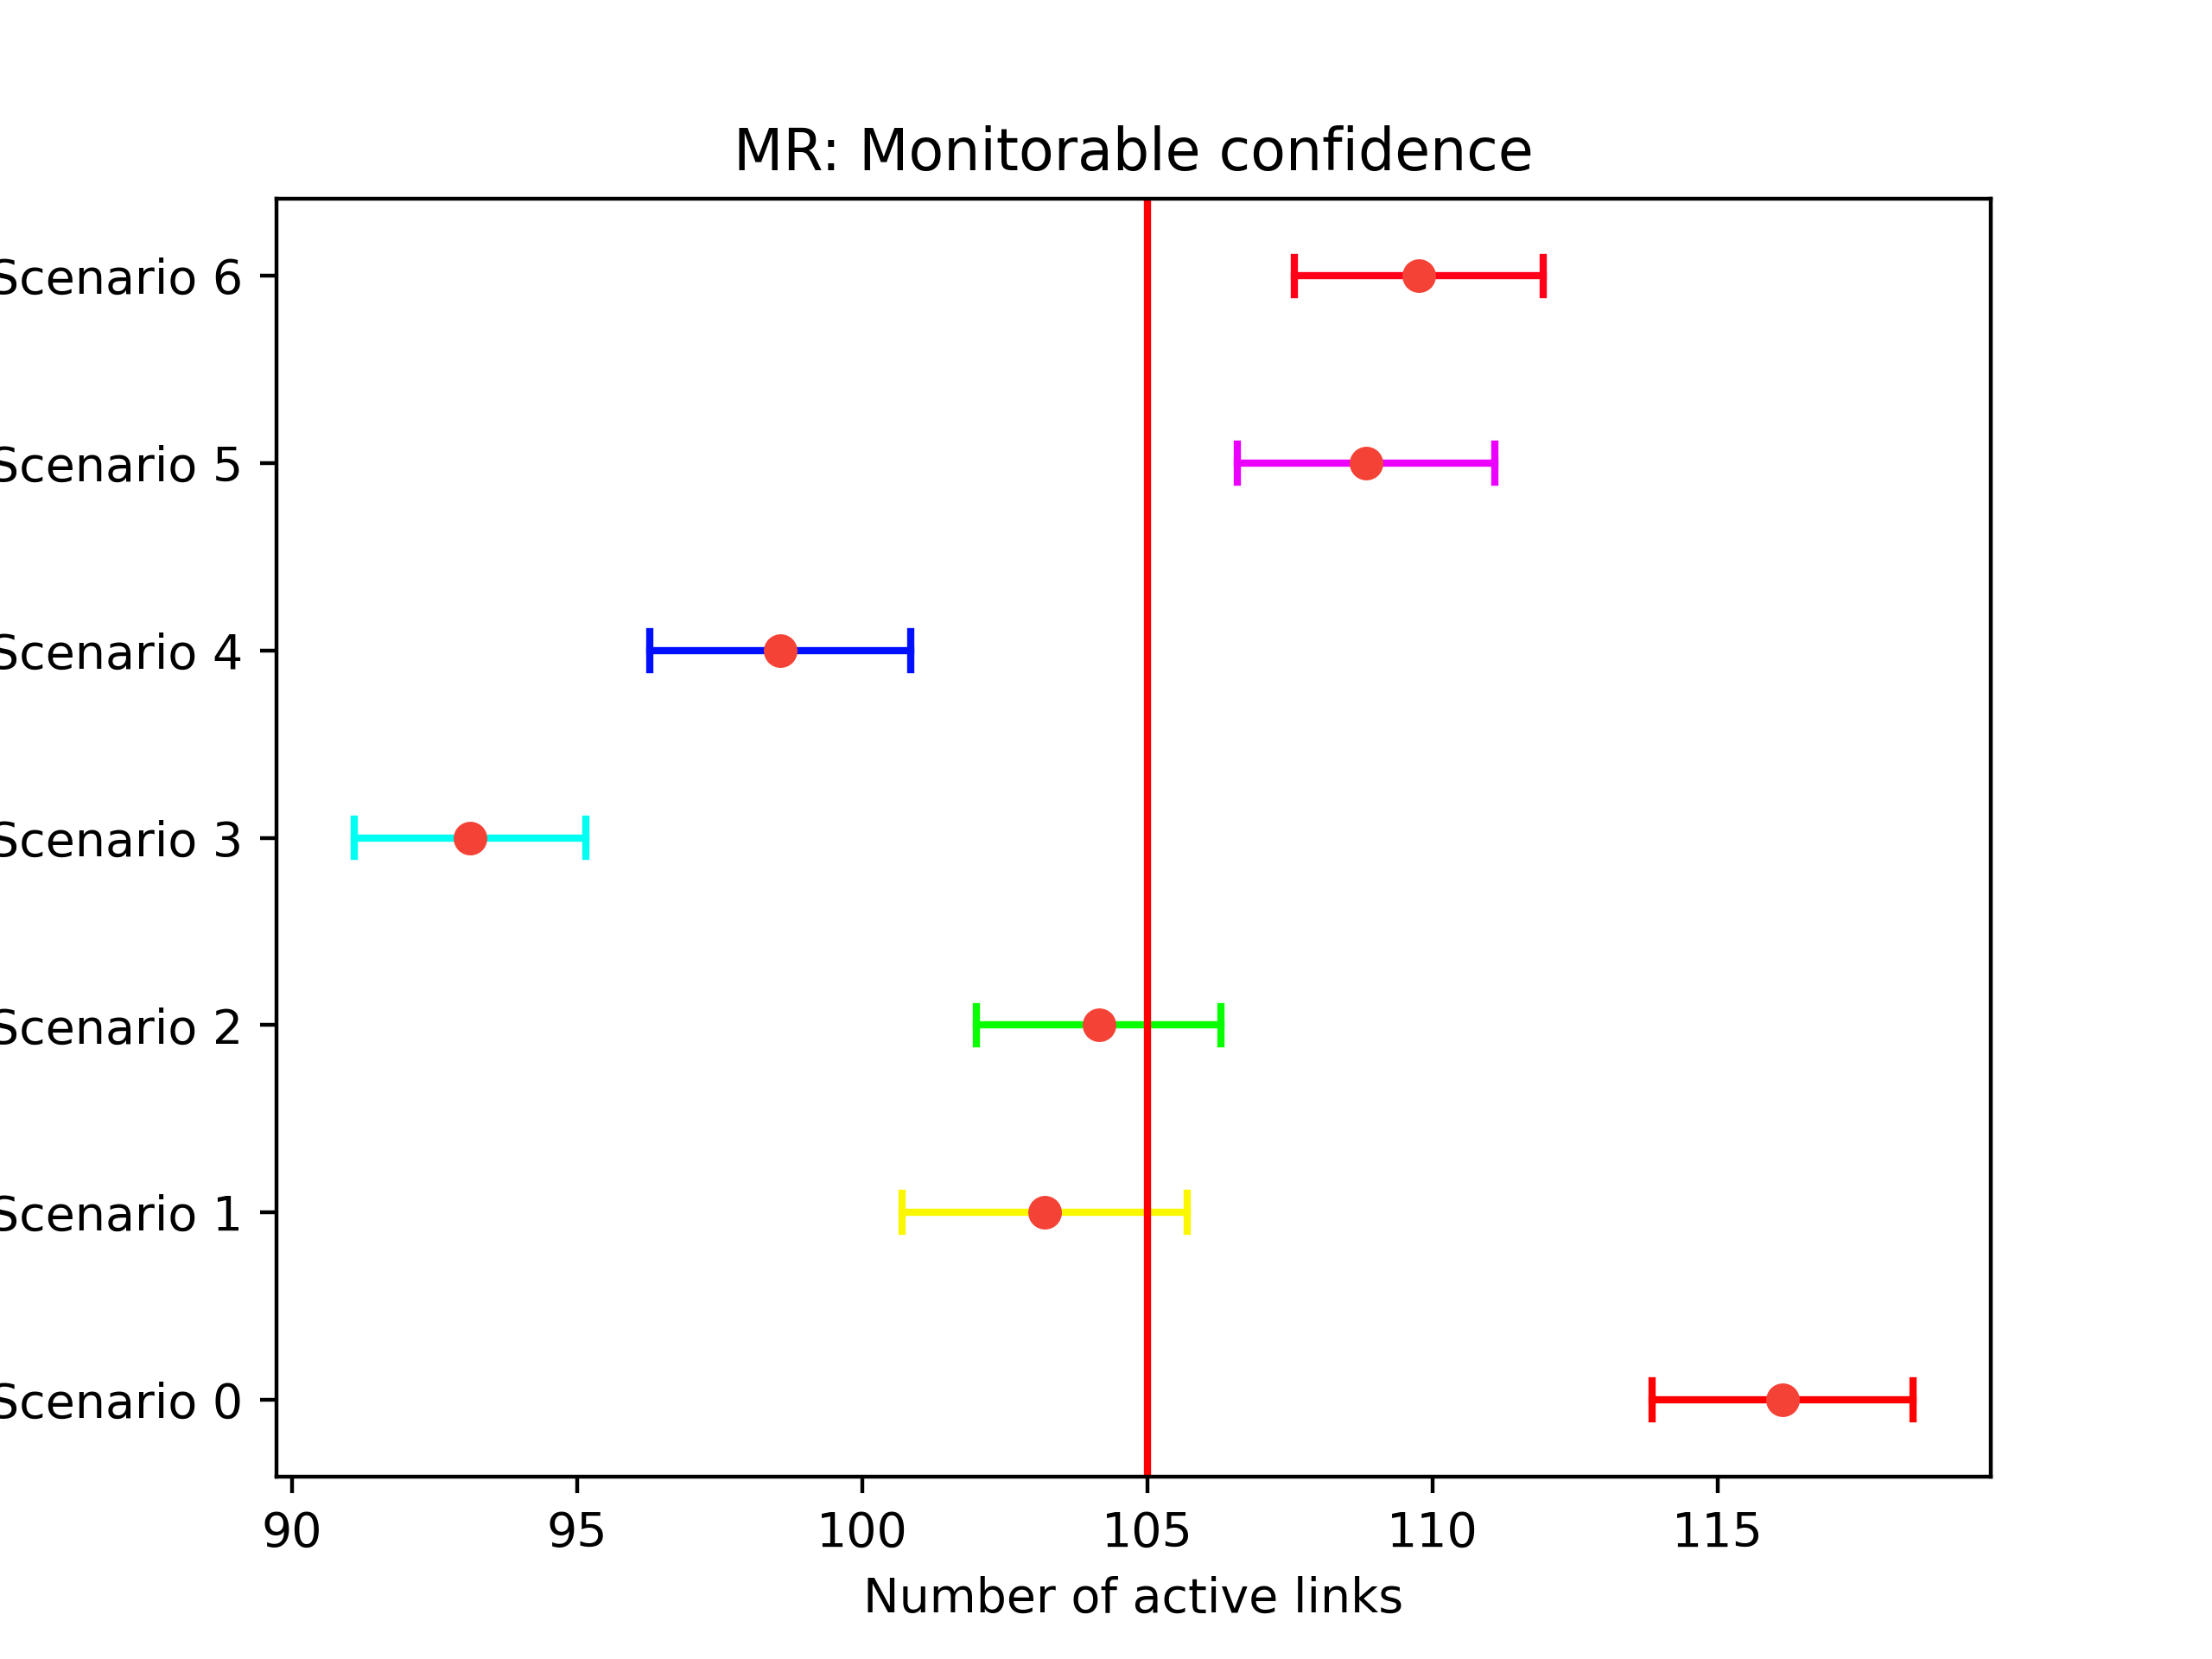 MR: Monitorable confidence
Scenario 6
Scenario 5
Scenario 4
Scenario 3
Scenario 2
Scenario 1
Scenario 0
90 95 100 105 110 115
Number of active links